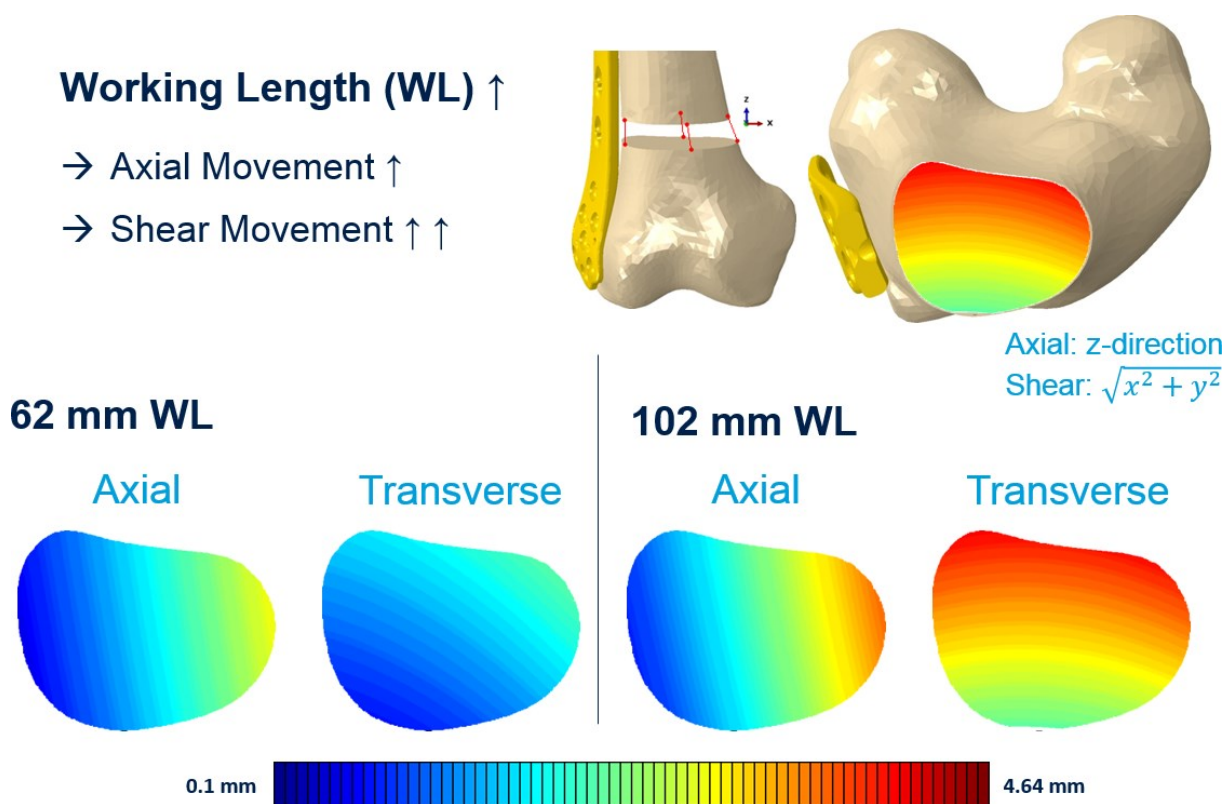 Working Length (WL) ↑
→ Axial Movement ↑
→ Shear Movement ↑ ↑
z
x
Axial: z-direction
Shear: √x² + y²
62 mm WL
Axial
Transverse
102 mm WL
Axial
Transverse
0.1 mm
4.64 mm